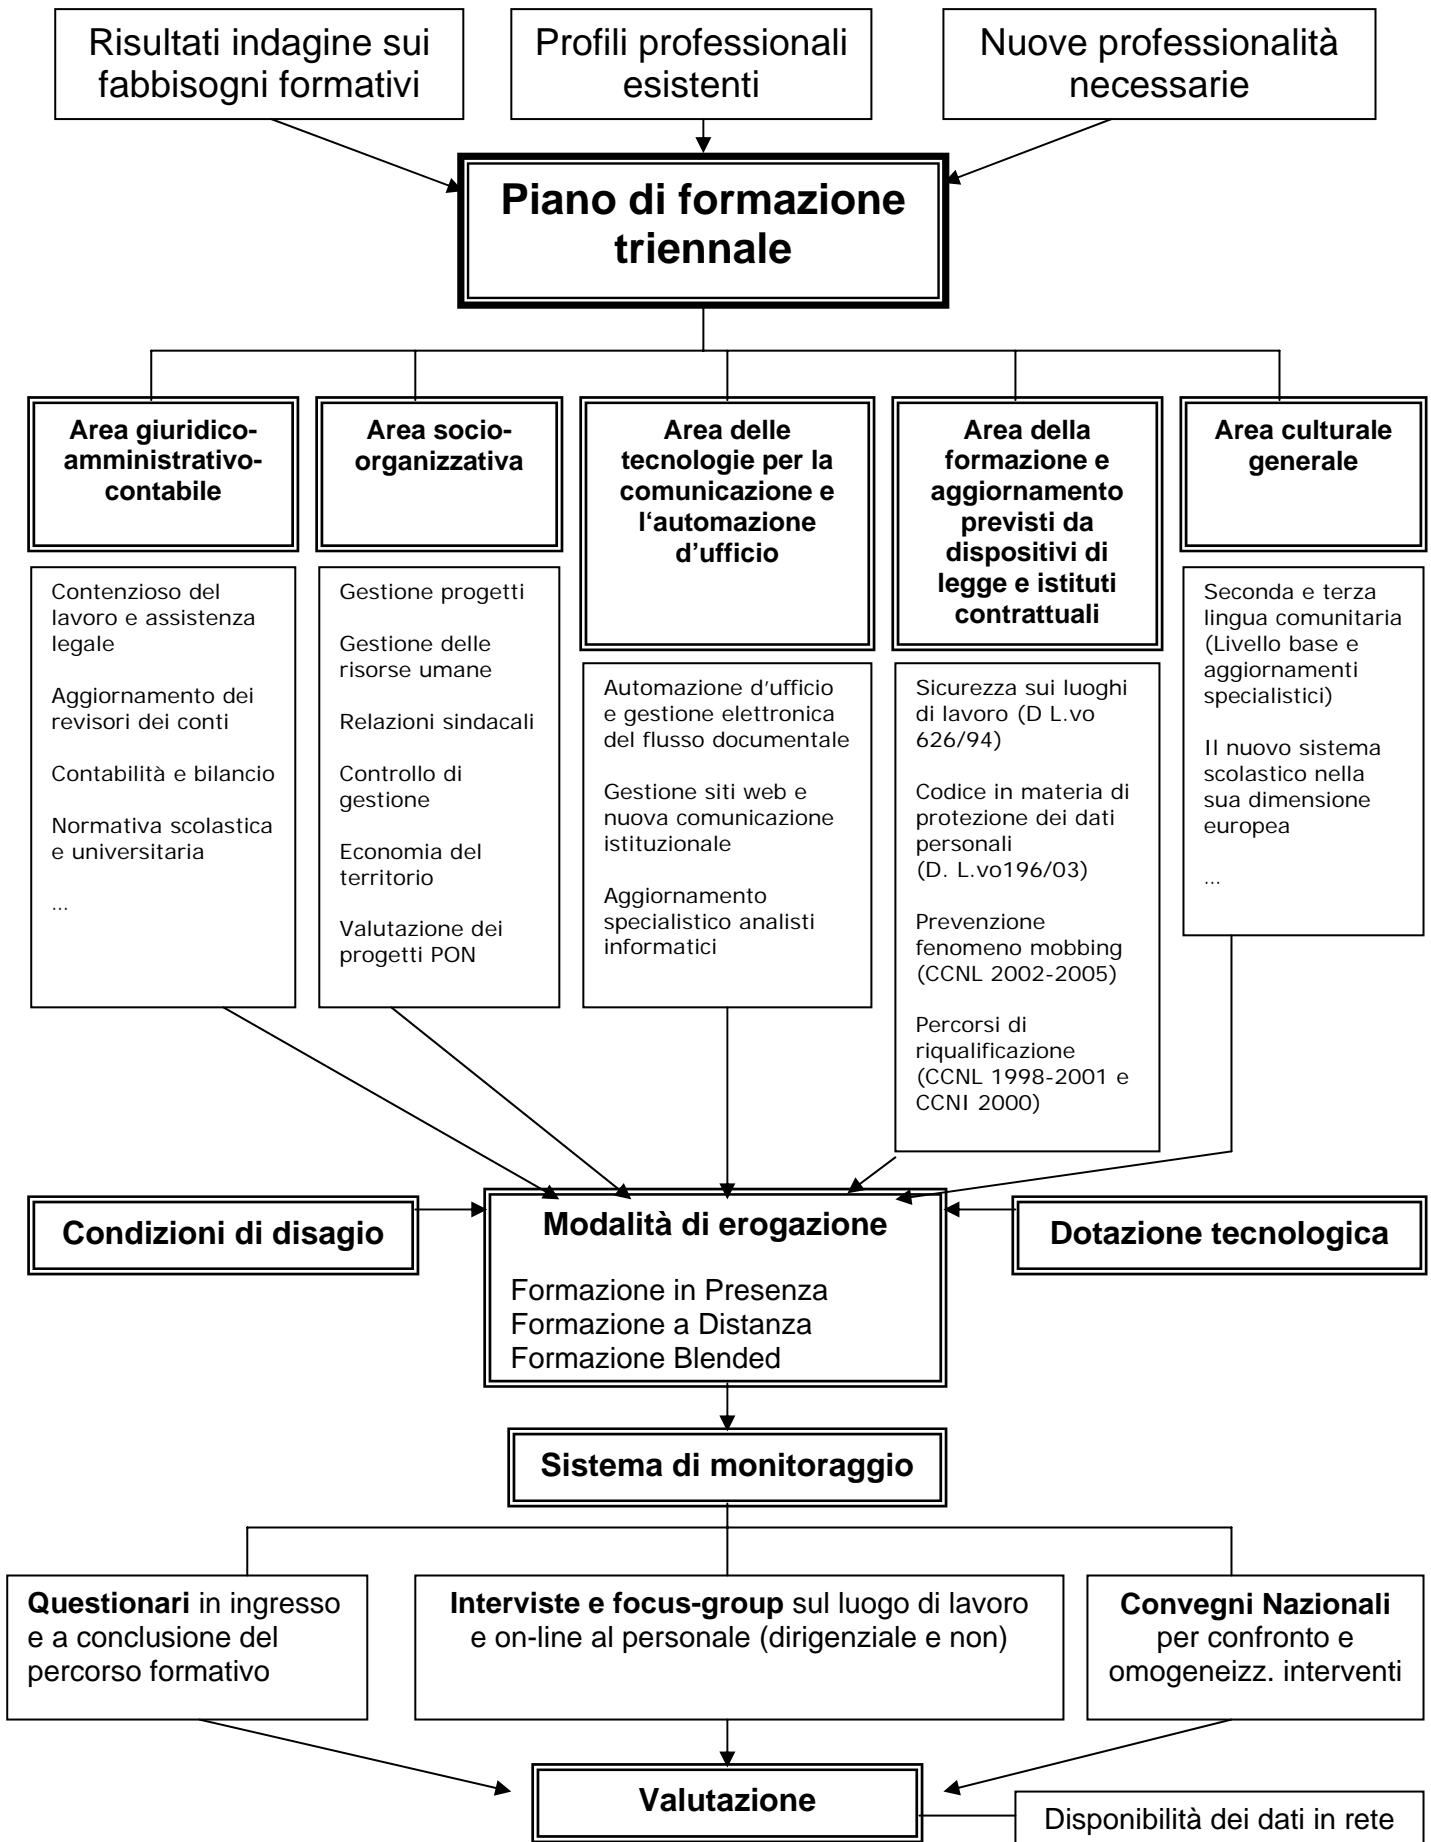 Risultati indagine sui
fabbisogni formativi
Profili professionali
esistenti
Nuove professionalità
necessarie
Piano di formazione
triennale
Area giuridico-
amministrativo-
contabile
Area socio-
organizzativa
Area delle
tecnologie per la
comunicazione e
l‘automazione
d’ufficio
Area della
formazione e
aggiornamento
previsti da
dispositivi di
legge e istituti
contrattuali
Area culturale
generale
Contenzioso del
lavoro e assistenza
legale
Aggiornamento dei
revisori dei conti
Contabilità e bilancio
Normativa scolastica
e universitaria
...
Gestione progetti
Gestione delle
risorse umane
Relazioni sindacali
Controllo di
gestione
Economia del
territorio
Valutazione dei
progetti PON
Automazione d’ufficio
e gestione elettronica
del flusso documentale
Gestione siti web e
nuova comunicazione
istituzionale
Aggiornamento
specialistico analisti
informatici
Sicurezza sui luoghi
di lavoro (D L.vo
626/94)
Codice in materia di
protezione dei dati
personali
(D. L.vo196/03)
Prevenzione
fenomeno mobbing
(CCNL 2002-2005)
Percorsi di
riqualificazione
(CCNL 1998-2001 e
CCNI 2000)
Seconda e terza
lingua comunitaria
(Livello base e
aggiornamenti
specialistici)
Il nuovo sistema
scolastico nella
sua dimensione
europea
...
Condizioni di disagio
Modalità di erogazione
Formazione in Presenza
Formazione a Distanza
Formazione Blended
Dotazione tecnologica
Sistema di monitoraggio
Questionari in ingresso
e a conclusione del
percorso formativo
Interviste e focus-group sul luogo di lavoro
e on-line al personale (dirigenziale e non)
Convegni Nazionali
per confronto e
omogeneizz. interventi
Valutazione
Disponibilità dei dati in rete